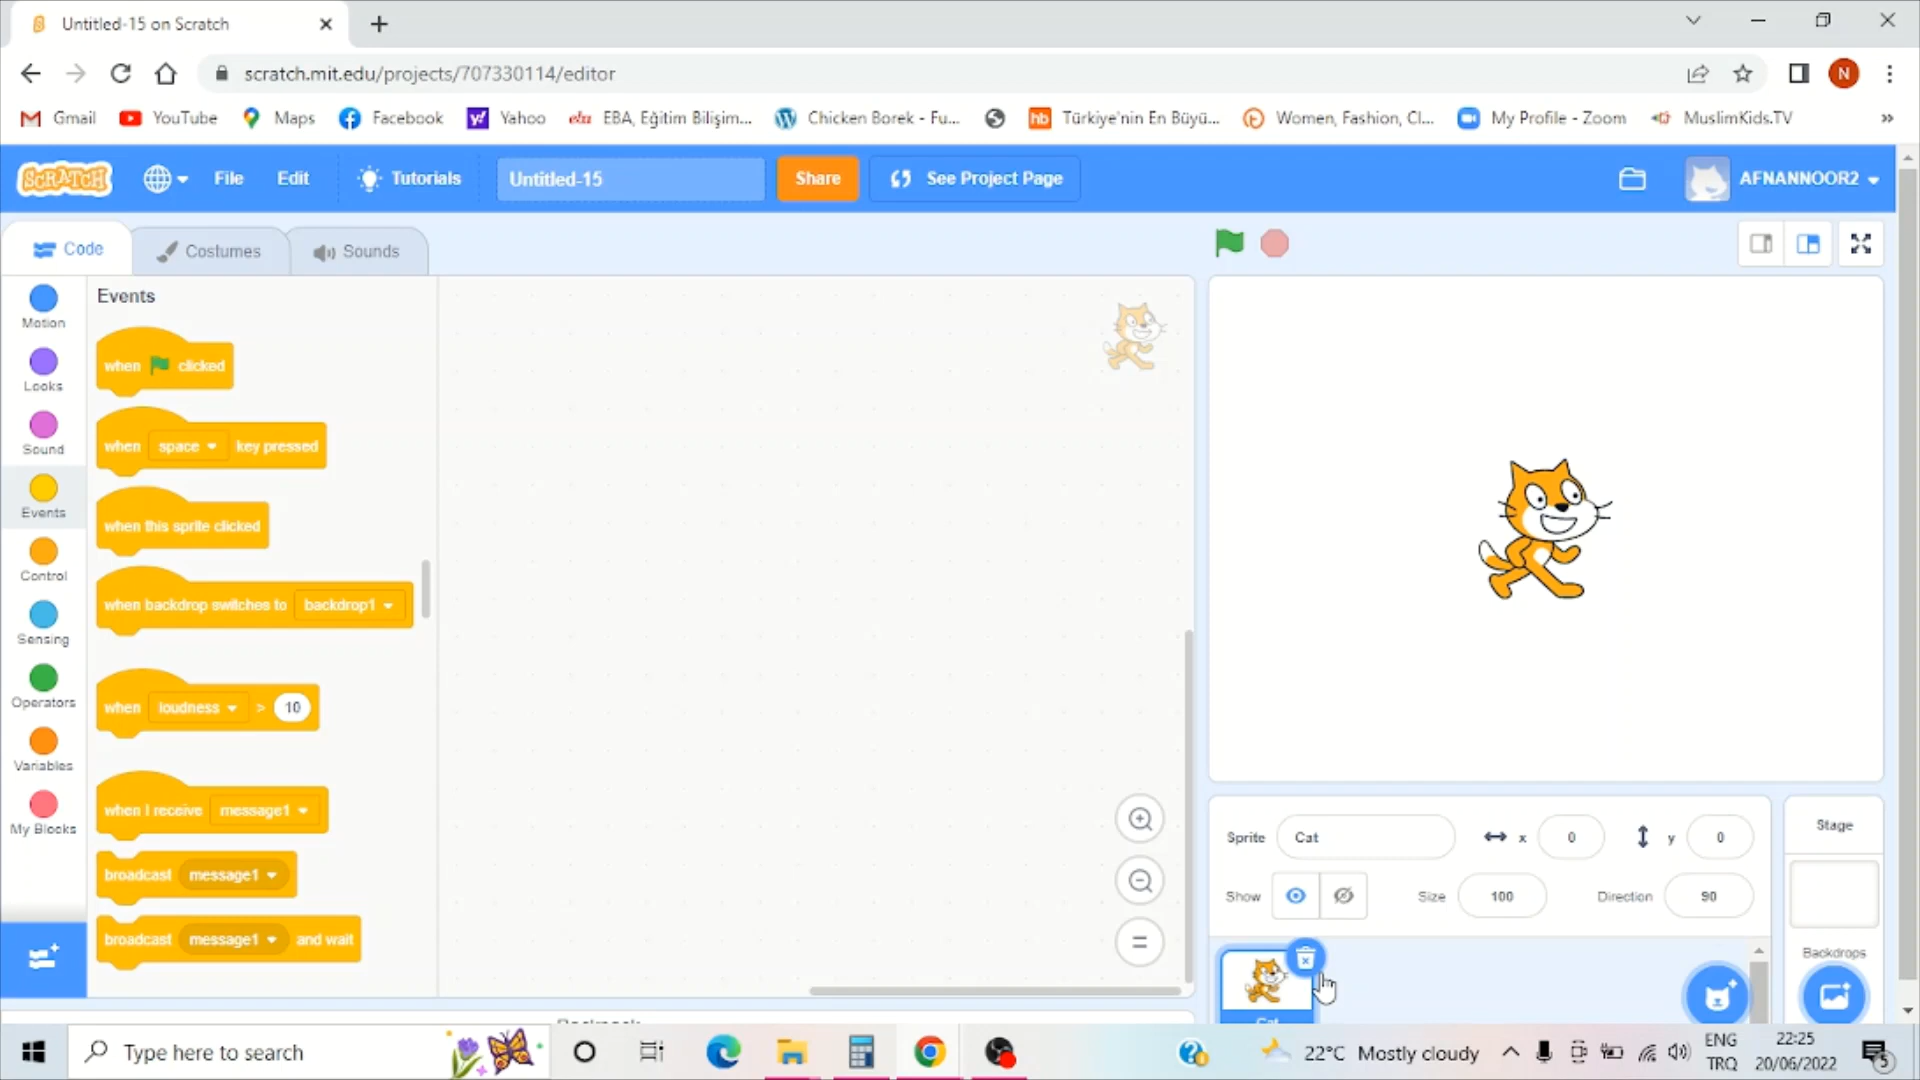 Untitled-15 on Scratch
scratch.mit.edu/projects/707330114/editor
N
Gmail YouTube Maps Facebook Yahoo EBA, Eğitim Bilişim... Chicken Borek - Fu... Türkiye'nin En Büyü... Women, Fashion, Cl... My Profile - Zoom MuslimKids.TV »
SCRATCH File Edit Tutorials Untitled-15 Share See Project Page AFNANNOOR2
Code Costumes Sounds
Motion
Looks
Sound
Events
Control
Sensing
Operators
Variables
My Blocks
Events
when clicked
when space key pressed
when this sprite clicked
when backdrop switches to backdrop1
when loudness > 10
when I receive message1
broadcast message1
broadcast message1 and wait
Sprite Cat x 0 y 0
Show Size 100 Direction 90
Cat
Stage
Backdrops
Type here to search
22°C Mostly cloudy
ENG
TRQ
22:25
20/06/2022
5